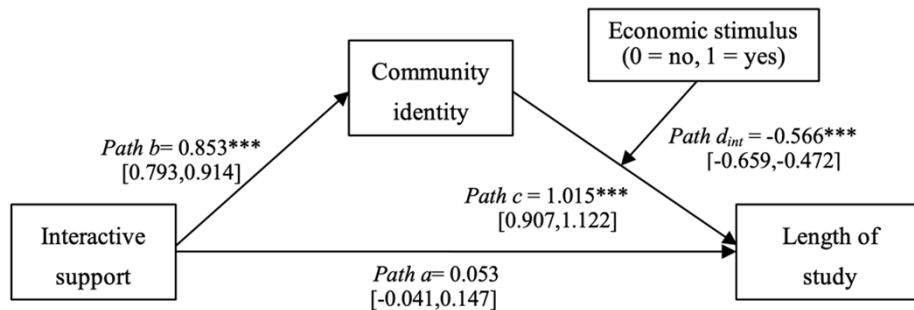 Economic stimulus
(0 = no, 1 = yes)
Community
identity
Path b= 0.853***
[0.793,0.914]
Path d_int = -0.566***
[-0.659,-0.472]
Path c = 1.015***
[0.907,1.122]
Interactive
support
Length of
study
Path a= 0.053
[-0.041,0.147]